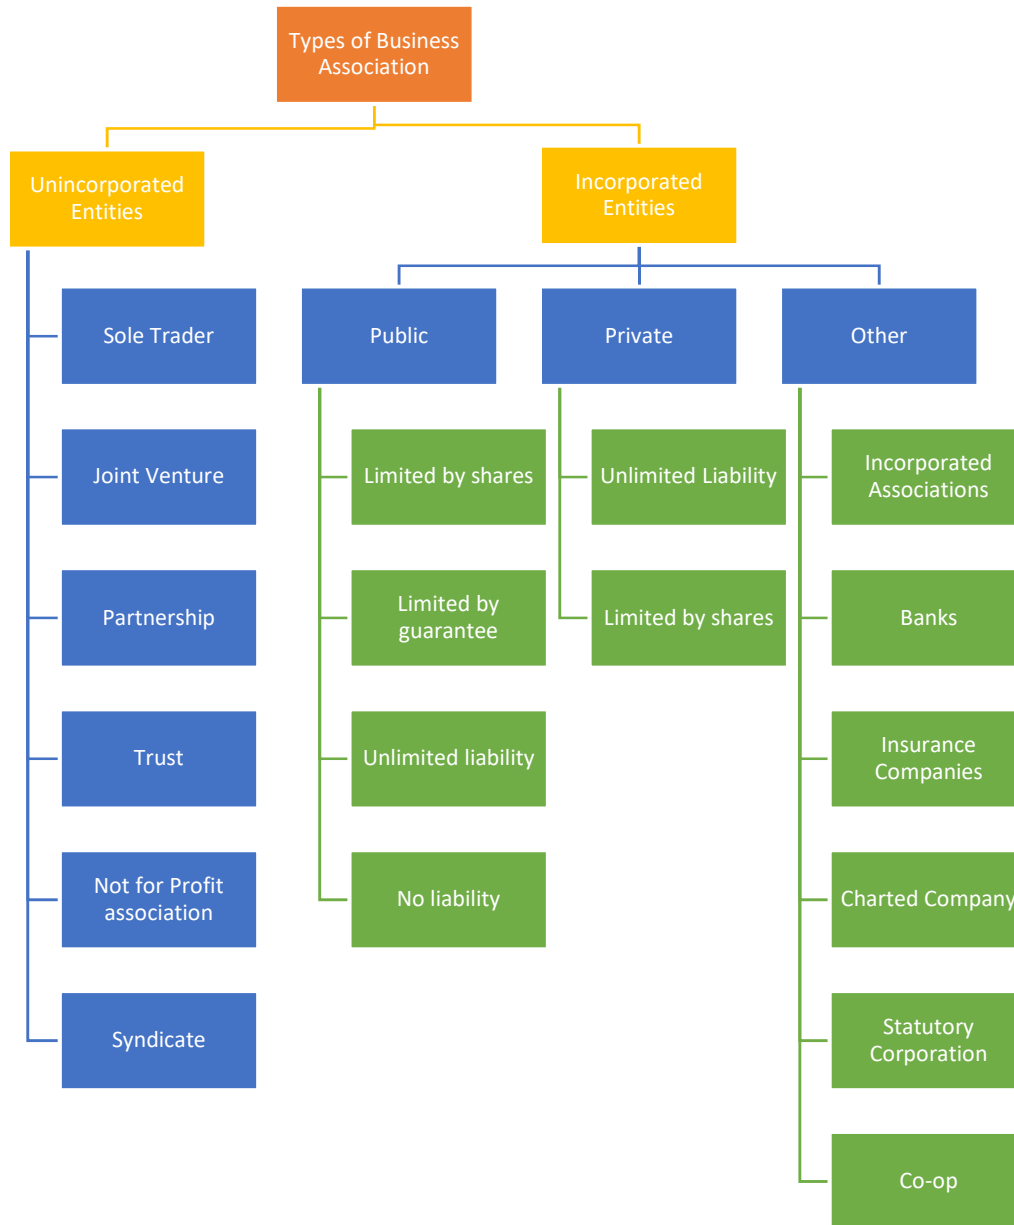 Types of Business
Association
Unincorporated
Entities
Incorporated
Entities
Sole Trader
Joint Venture
Partnership
Trust
Not for Profit
association
Syndicate
Public
Limited by shares
Limited by
guarantee
Unlimited liability
No liability
Private
Unlimited Liability
Limited by shares
Other
Incorporated
Associations
Banks
Insurance
Companies
Charted Company
Statutory
Corporation
Co-op